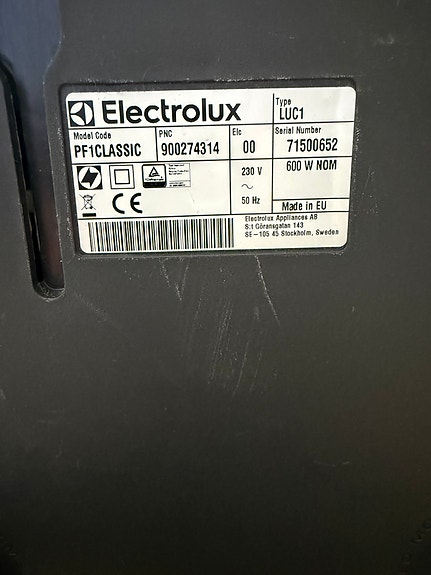 Electrolux
Type
LUC1
Model Code
PF1CLASSIC
PNC
900274314
Elc
00
Serial Number
71500652
230 V
~
50 Hz
600 W NOM
CE
Made in EU
Electrolux Appliances AB
S:t Göransgatan 143
SE-105 45 Stockholm, Sweden